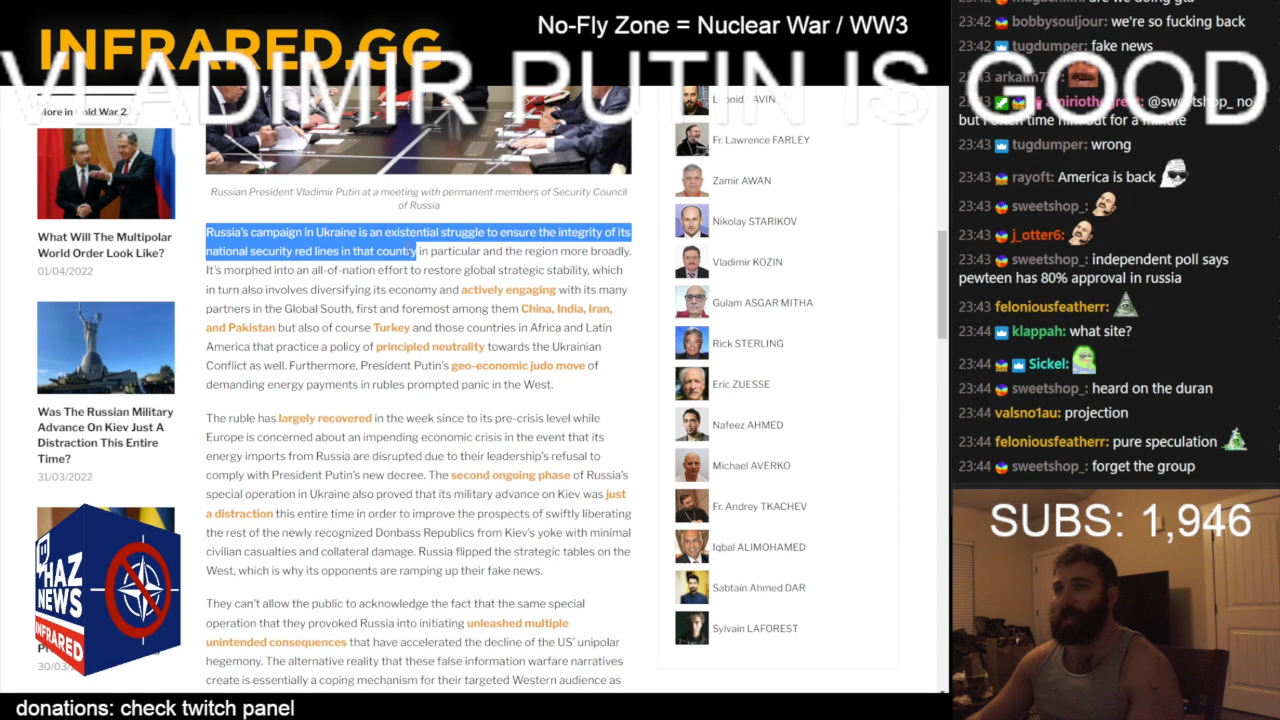 INFRARED.GG
No-Fly Zone = Nuclear War / WW3
VLADIMIR PUTIN IS GOOD
More in Cold War 2.
What Will The Multipolar
World Order Look Like?
01/04/2022
Was The Russian Military
Advance On Kiev Just A
Distraction This Entire
Time?
31/03/2022
30/03/
HAZ
NEWS
INFRARED
Russian President Vladimir Putin at a meeting with permanent members of Security Council
of Russia
Russia's campaign in Ukraine is an existential struggle to ensure the integrity of its
national security red lines in that country in particular and the region more broadly.
It's morphed into an all-of-nation effort to restore global strategic stability, which
in turn also involves diversifying its economy and actively engaging with its many
partners in the Global South, first and foremost among them China, India, Iran,
and Pakistan but also of course Turkey and those countries in Africa and Latin
America that practice a policy of principled neutrality towards the Ukrainian
Conflict as well. Furthermore, President Putin's geo-economic judo move of
demanding energy payments in rubles prompted panic in the West.
The ruble has largely recovered in the week since to its pre-crisis level while
Europe is concerned about an impending economic crisis in the event that its
energy imports from Russia are disrupted due to their leadership's refusal to
comply with President Putin's new decree. The second ongoing phase of Russia's
special operation in Ukraine also proved that its military advance on Kiev was just
a distraction this entire time in order to improve the prospects of swiftly liberating
the rest of the newly recognized Donbass Republics from Kiev's yoke with minimal
civilian casualties and collateral damage. Russia flipped the strategic tables on the
West, which is why its opponents are ramping up their fake news.
They can't allow the public to acknowledge the fact that the same special
operation that they provoked Russia into initiating unleashed multiple
unintended consequences that have accelerated the decline of the US' unipolar
hegemony. The alternative reality that these false information warfare narratives
create is essentially a coping mechanism for their targeted Western audience as
Leonid SAVIN
Fr. Lawrence FARLEY
Zamir AWAN
Nikolay STARIKOV
Vladimir KOZIN
Gulam ASGAR MITHA
Rick STERLING
Eric ZUESSE
Nafeez AHMED
Michael AVERKO
Fr. Andrey TKACHEV
Iqbal ALIMOHAMED
Sabtain Ahmed DAR
Sylvain LAFOREST
23:42 bobbysouljour: we're so fucking back
23:42 tugdumper: fake news
23:43
23:43 @sweetshop_ no
but i often time him out for a minute
23:43 tugdumper: wrong
23:43 rayoft: America is back
23:43 sweetshop_:
23:43 j_otter6:
23:43 sweetshop_: independent poll says
pewteen has 80% approval in russia
23:43 feloniousfeatherr:
23:44 klappah: what site?
23:44 Sickel:
23:44 sweetshop_: heard on the duran
23:44 valsno1au: projection
23:44 feloniousfeatherr: pure speculation
23:44 sweetshop_: forget the group
SUBS: 1,946
donations: check twitch panel